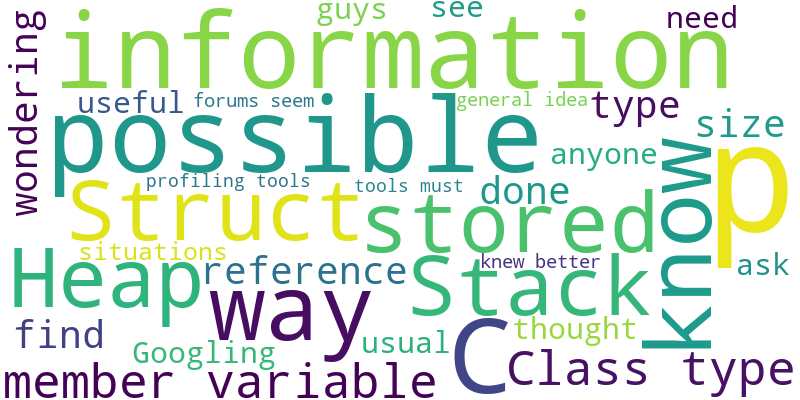 guys
see
need
information
wondering
useful
forums seem
general idea
type
possible
size
anyone
know
p
profiling tools
tools must
done
Struct
stored
situations
knew better
ask
Heap
reference
Stack
way
find
Googling
usual
C
thought
Class type
member variable